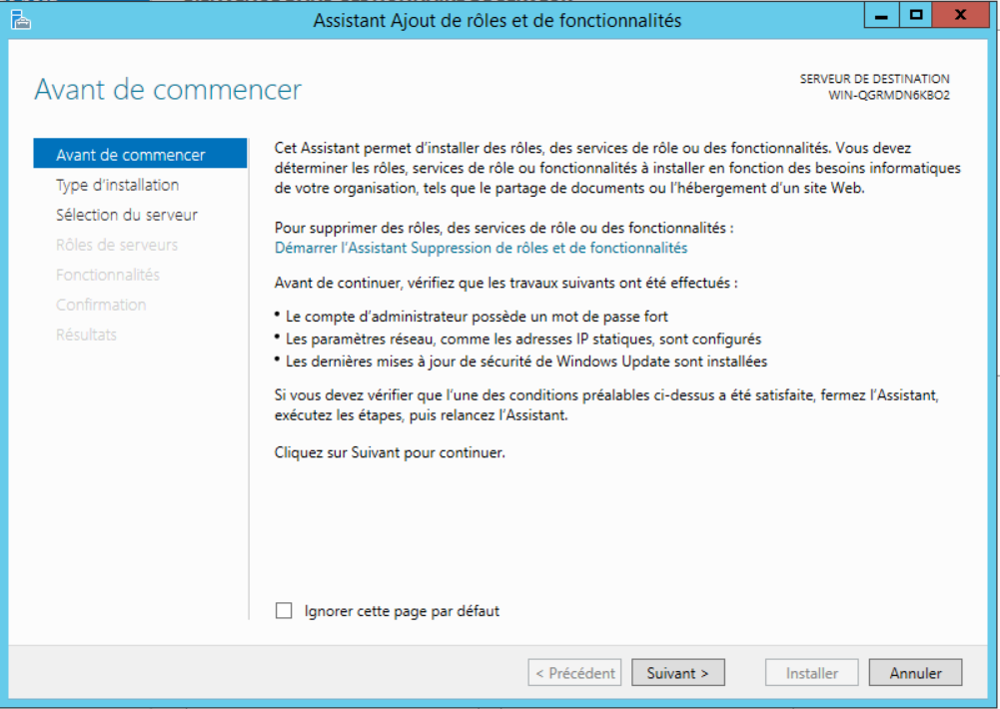 Assistant Ajout de rôles et de fonctionnalités
Avant de commencer
SERVEUR DE DESTINATION
WIN-QGRMDN6KBO2
Avant de commencer
Type d'installation
Sélection du serveur
Rôles de serveurs
Fonctionnalités
Confirmation
Résultats
Cet Assistant permet d'installer des rôles, des services de rôle ou des fonctionnalités. Vous devez
déterminer les rôles, services de rôle ou fonctionnalités à installer en fonction des besoins informatiques
de votre organisation, tels que le partage de documents ou l'hébergement d'un site Web.
Pour supprimer des rôles, des services de rôle ou des fonctionnalités :
Démarrer l'Assistant Suppression de rôles et de fonctionnalités
Avant de continuer, vérifiez que les travaux suivants ont été effectués :
• Le compte d'administrateur possède un mot de passe fort
• Les paramètres réseau, comme les adresses IP statiques, sont configurés
• Les dernières mises à jour de sécurité de Windows Update sont installées
Si vous devez vérifier que l'une des conditions préalables ci-dessus a été satisfaite, fermez l'Assistant,
exécutez les étapes, puis relancez l'Assistant.
Cliquez sur Suivant pour continuer.
Ignorer cette page par défaut
< Précédent
Suivant >
Installer
Annuler